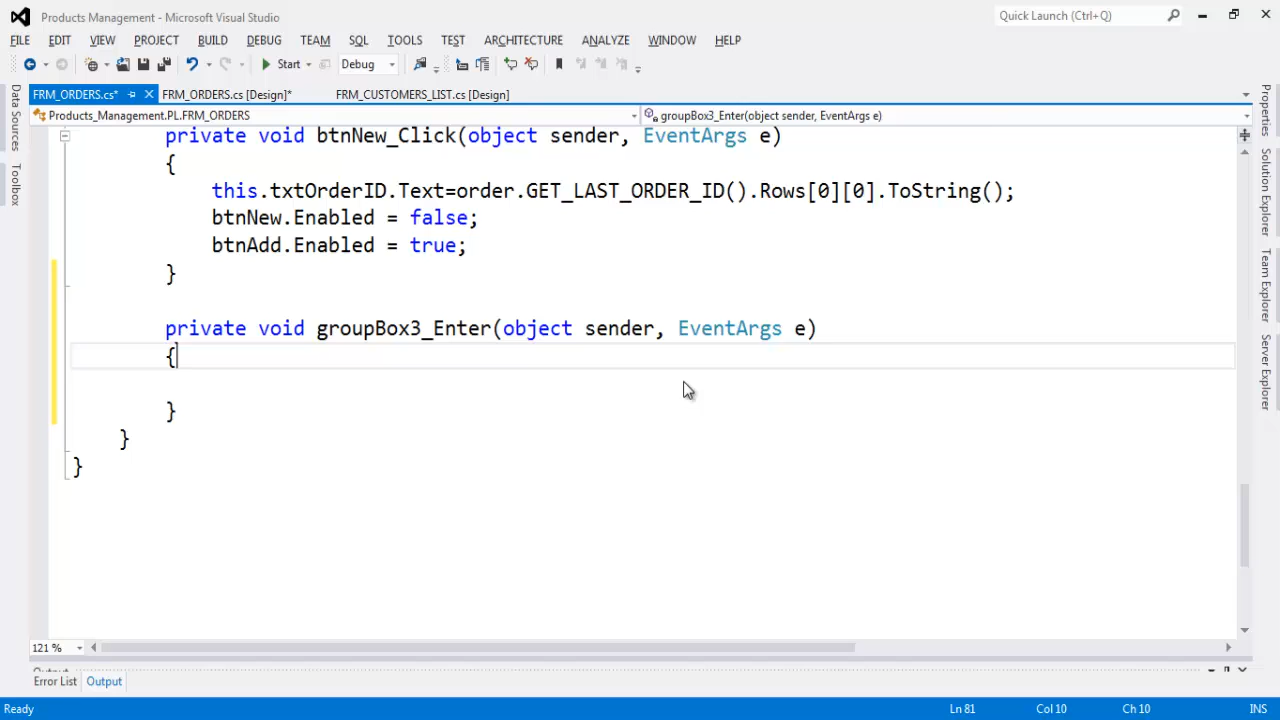 Products Management - Microsoft Visual Studio
Quick Launch (Ctrl+Q)
FILE EDIT VIEW PROJECT BUILD DEBUG TEAM SQL TOOLS TEST ARCHITECTURE ANALYZE WINDOW HELP
Start Debug
FRM_ORDERS.cs* FRM_ORDERS.cs [Design]* FRM_CUSTOMERS_LIST.cs [Design]
Products_Management.PL.FRM_ORDERS groupBox3_Enter(object sender, EventArgs e)
Data Sources
Toolbox
private void btnNew_Click(object sender, EventArgs e)
{
this.txtOrderID.Text=order.GET_LAST_ORDER_ID().Rows[0][0].ToString();
btnNew.Enabled = false;
btnAdd.Enabled = true;
}
private void groupBox3_Enter(object sender, EventArgs e)
{
}
}
}
Properties
Solution Explorer
Team Explorer
Server Explorer
121 %
Output
Error List Output
Ready Ln 81 Col 10 Ch 10 INS